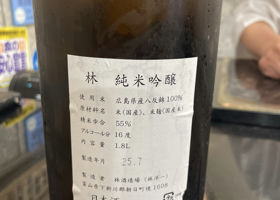 林 純米吟醸
使用米 広島県産八反錦100%
原材料名 米(国産)、米麹(国産米)
精米歩合 55%
アルコール分 16度
内容量 1.8L
製造年月 25.7
製造者 林酒造場
富山県下新川郡朝日町境1608
日本酒